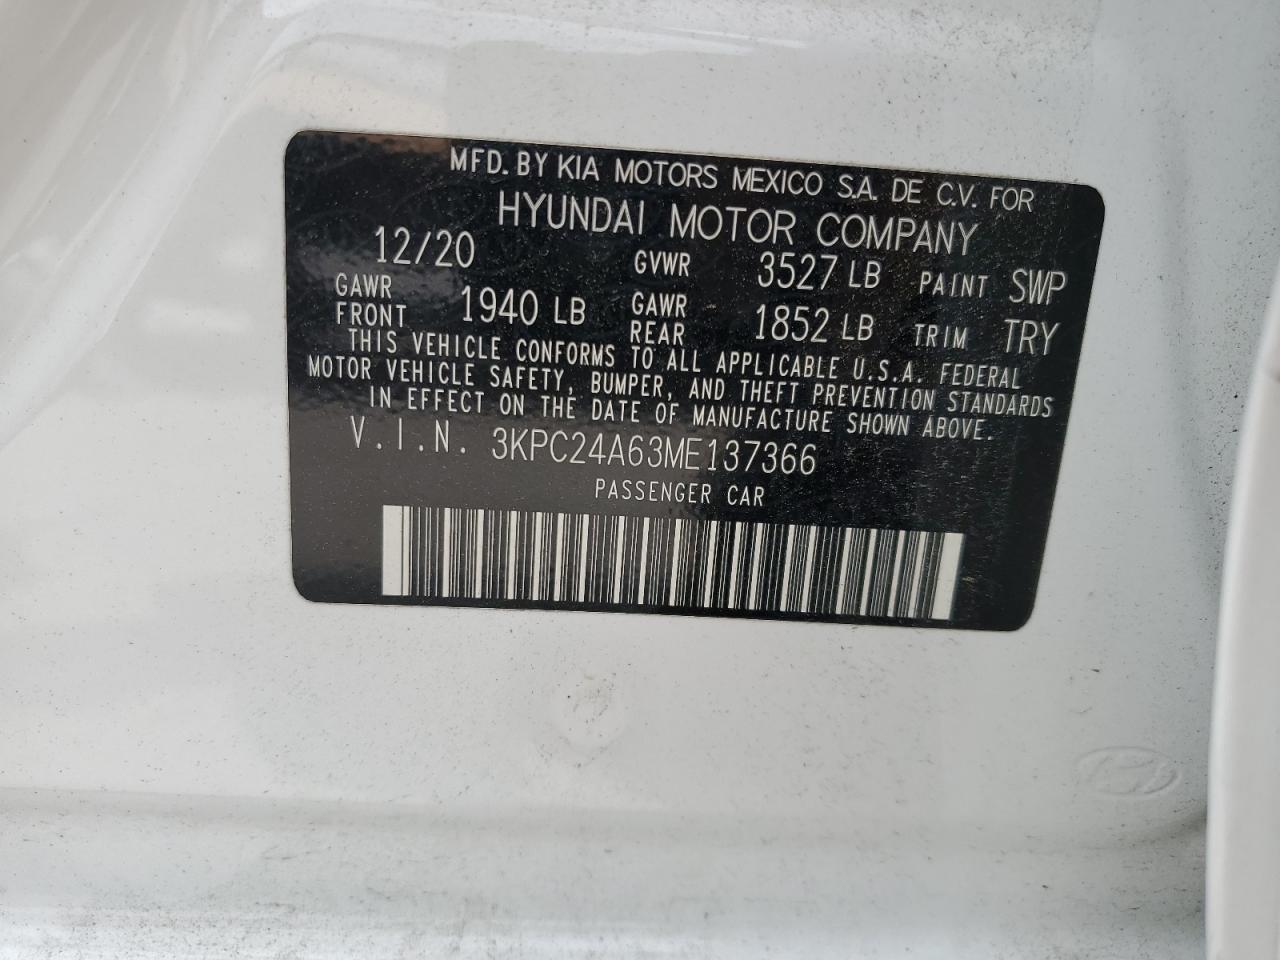 MFD. BY KIA MOTORS MEXICO S.A. DE C.V. FOR
HYUNDAI MOTOR COMPANY
12/20 GVWR 3527 LB PAINT SWP
GAWR FRONT 1940 LB GAWR REAR 1852 LB TRIM TRY
THIS VEHICLE CONFORMS TO ALL APPLICABLE U.S.A. FEDERAL
MOTOR VEHICLE SAFETY, BUMPER, AND THEFT PREVENTION STANDARDS
IN EFFECT ON THE DATE OF MANUFACTURE SHOWN ABOVE.
V.I.N. 3KPC24A63ME137366
PASSENGER CAR